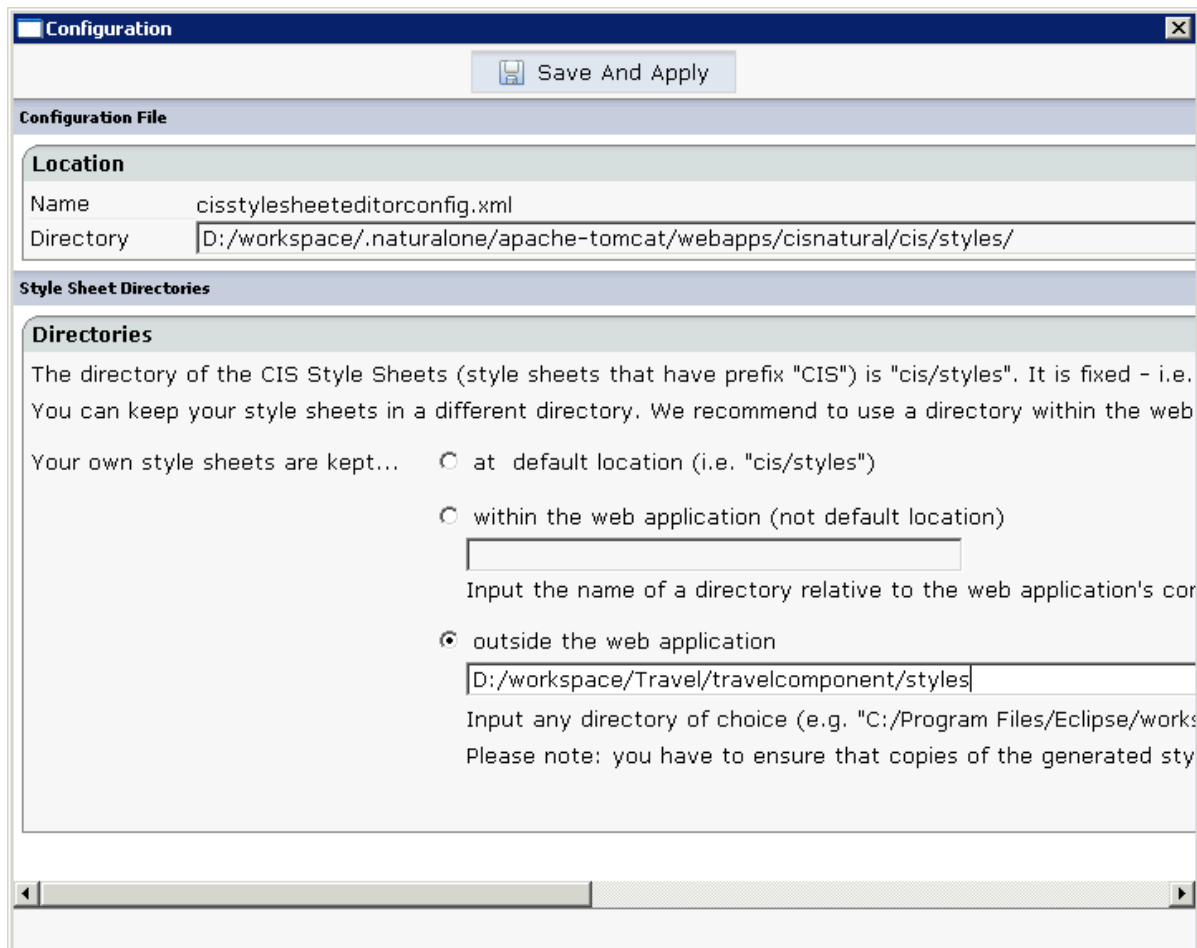 Configuration
Save And Apply
Configuration File
Location
Name cisstylesheeteditorconfig.xml
Directory D:/workspace/.naturalone/apache-tomcat/webapps/cisnatural/cis/styles/
Style Sheet Directories
Directories
The directory of the CIS Style Sheets (style sheets that have prefix "CIS") is "cis/styles". It is fixed - i.e.
You can keep your style sheets in a different directory. We recommend to use a directory within the web
Your own style sheets are kept... at default location (i.e. "cis/styles")
within the web application (not default location)
Input the name of a directory relative to the web application's
outside the web application
D:/workspace/Travel/travelcomponent/styles
Input any directory of choice (e.g. "C:/Program Files/Eclipse/
Please note: you have to ensure that copies of the generated